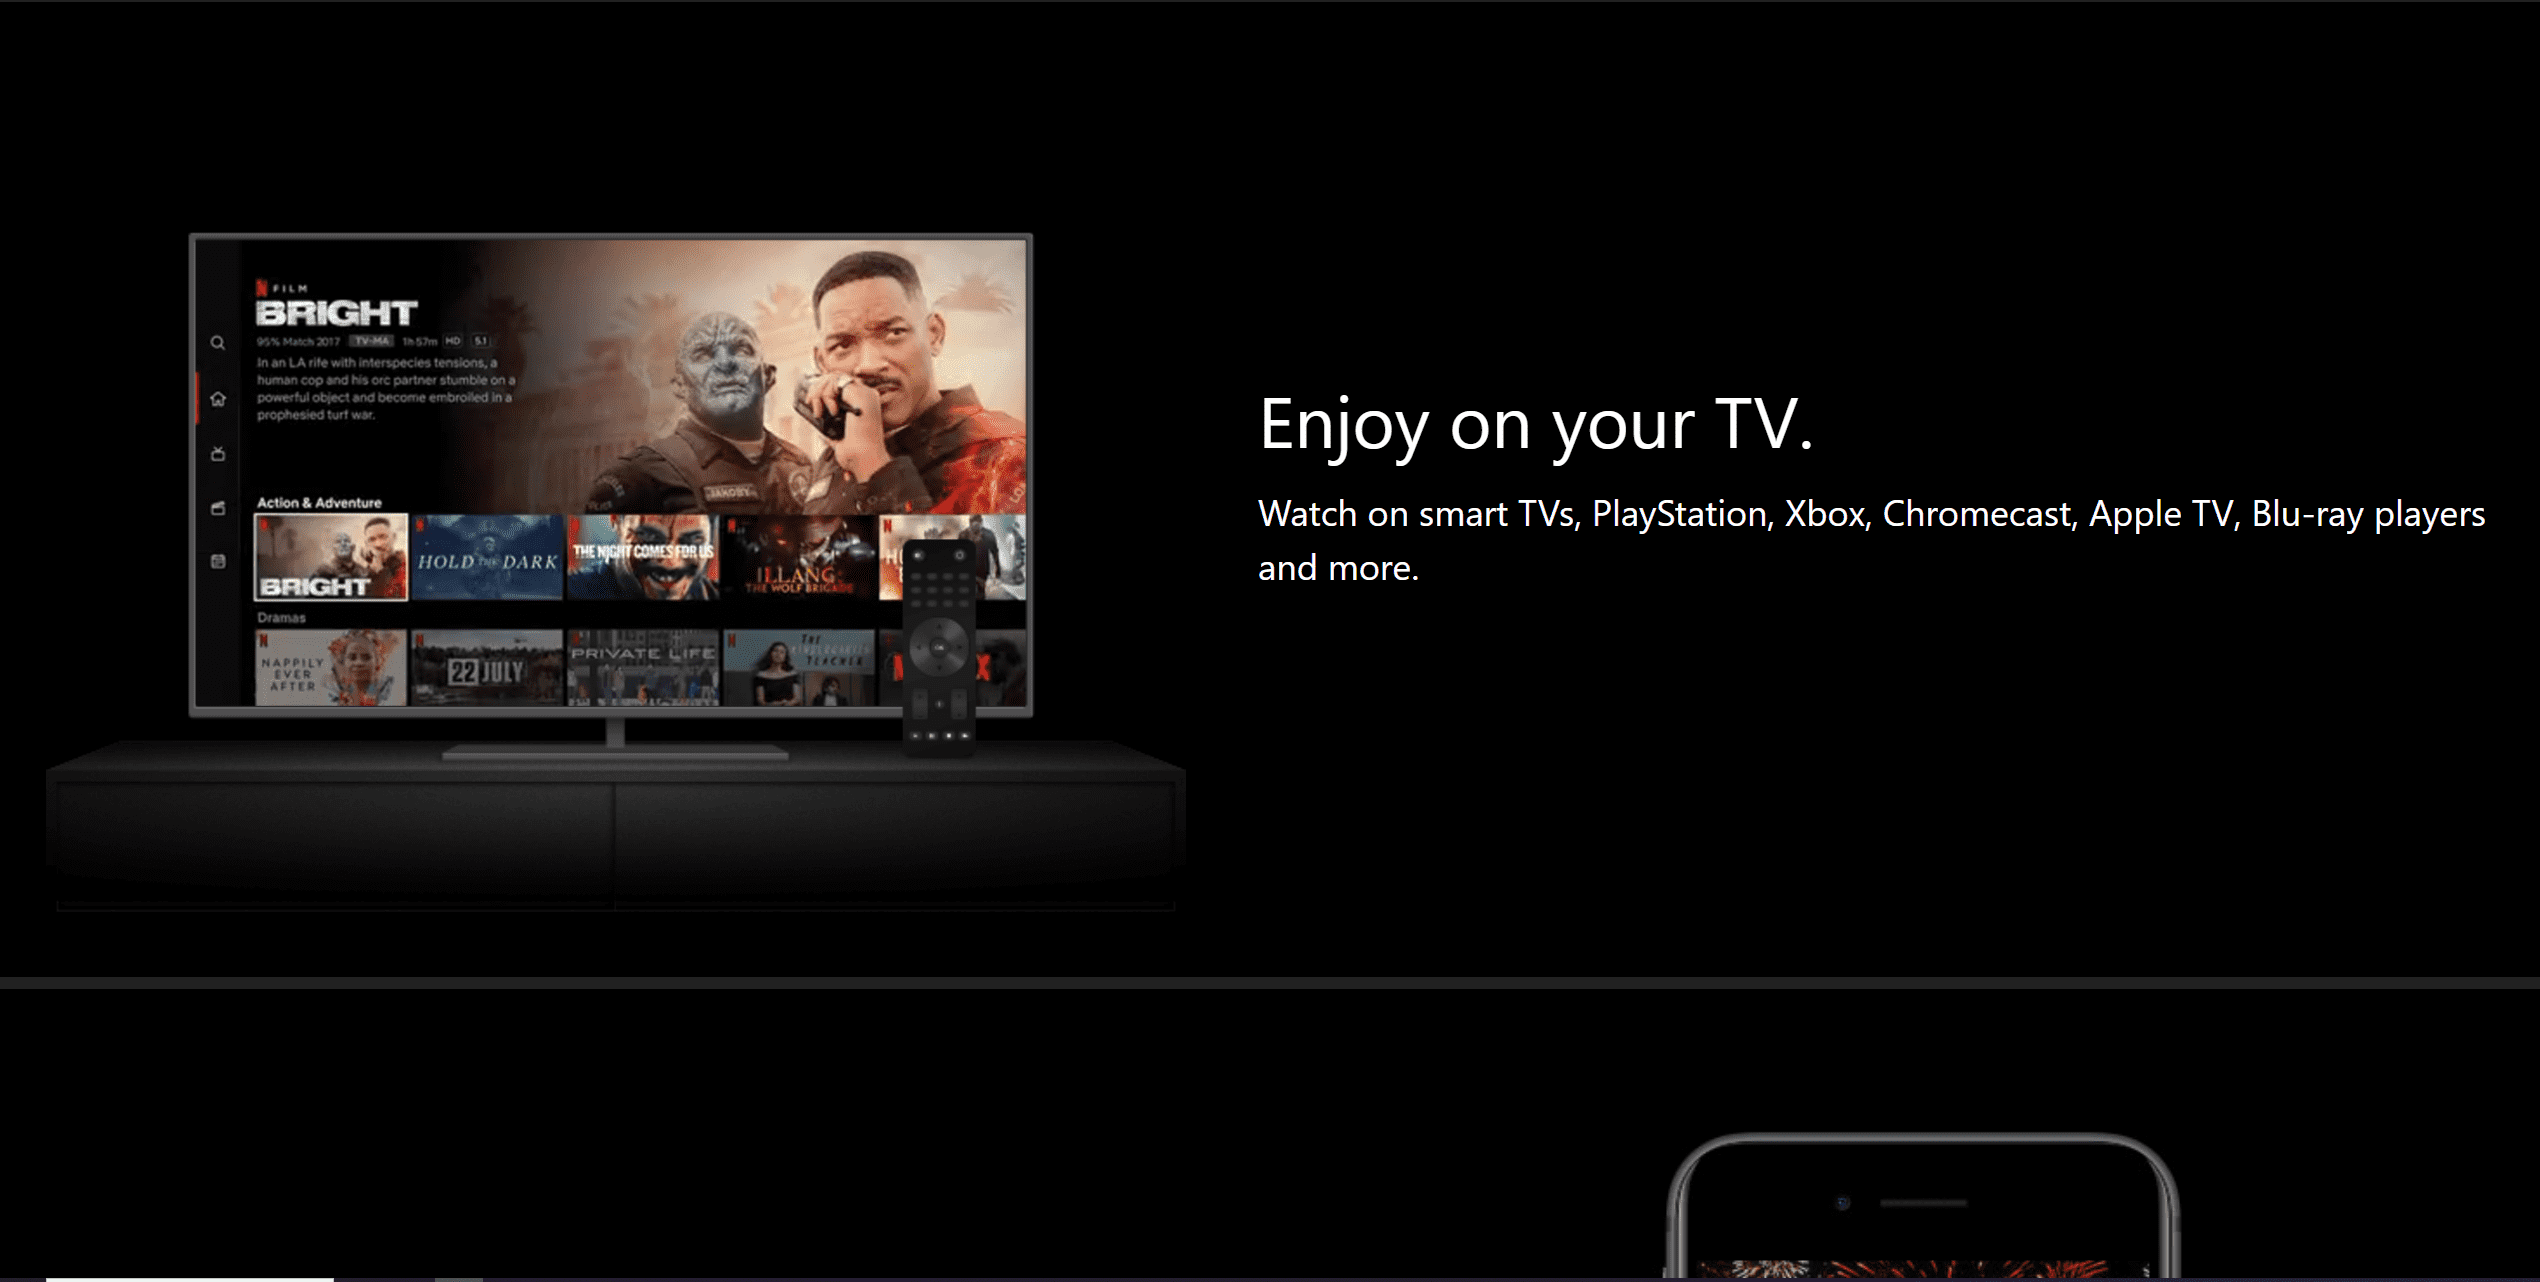 FILM
BRIGHT
95% Match 2017 TV-MA 1h 57m HD 5.1
In an LA rife with interspecies tensions, a
human cop and his orc partner stumble on a
powerful object and become embroiled in a
prophesied turf war.
JAKOBY
Action & Adventure
BRIGHT
HOLD THE DARK
THE NIGHT COMES FOR US
ILLANG:
THE WOLF BRIGADE
Dramas
NAPPILY
EVER
AFTER
22 JULY
PRIVATE LIFE
THE
KINDERGARTEN
TEACHER
Enjoy on your TV.
Watch on smart TVs, PlayStation, Xbox, Chromecast, Apple TV, Blu-ray players
and more.